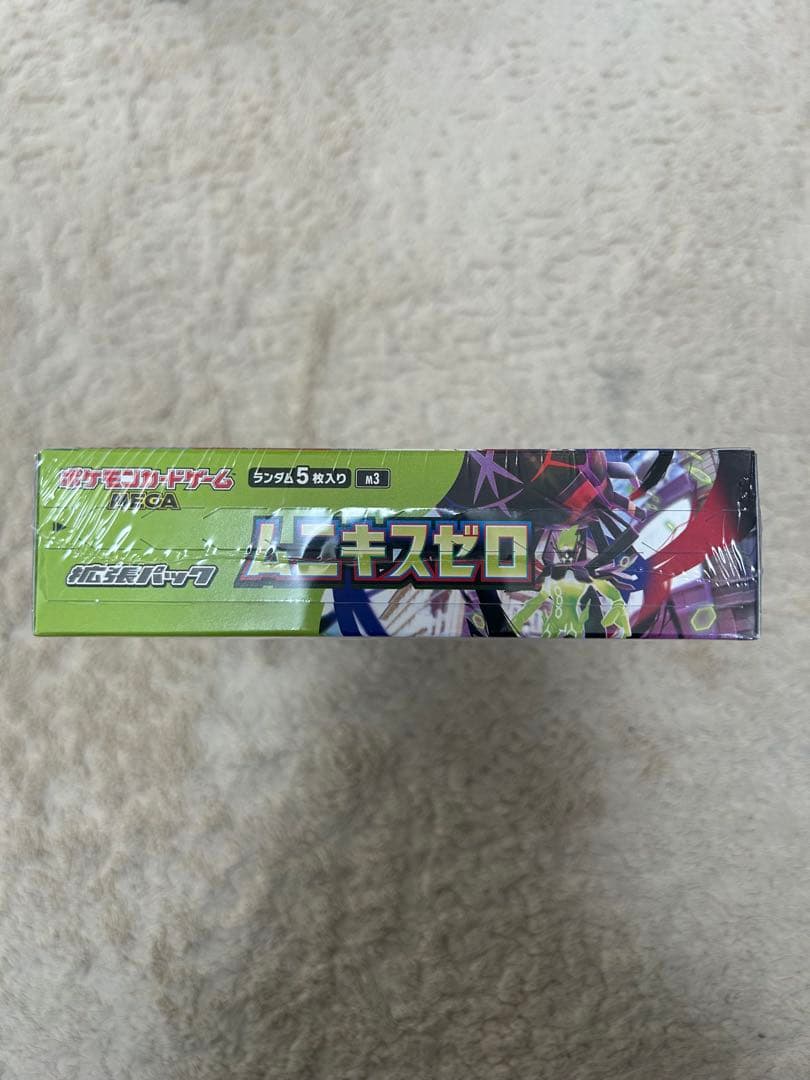 ポケモンカードゲーム
MEGA
ランダム5枚入り
M3
拡張パック
ムニキスゼロ